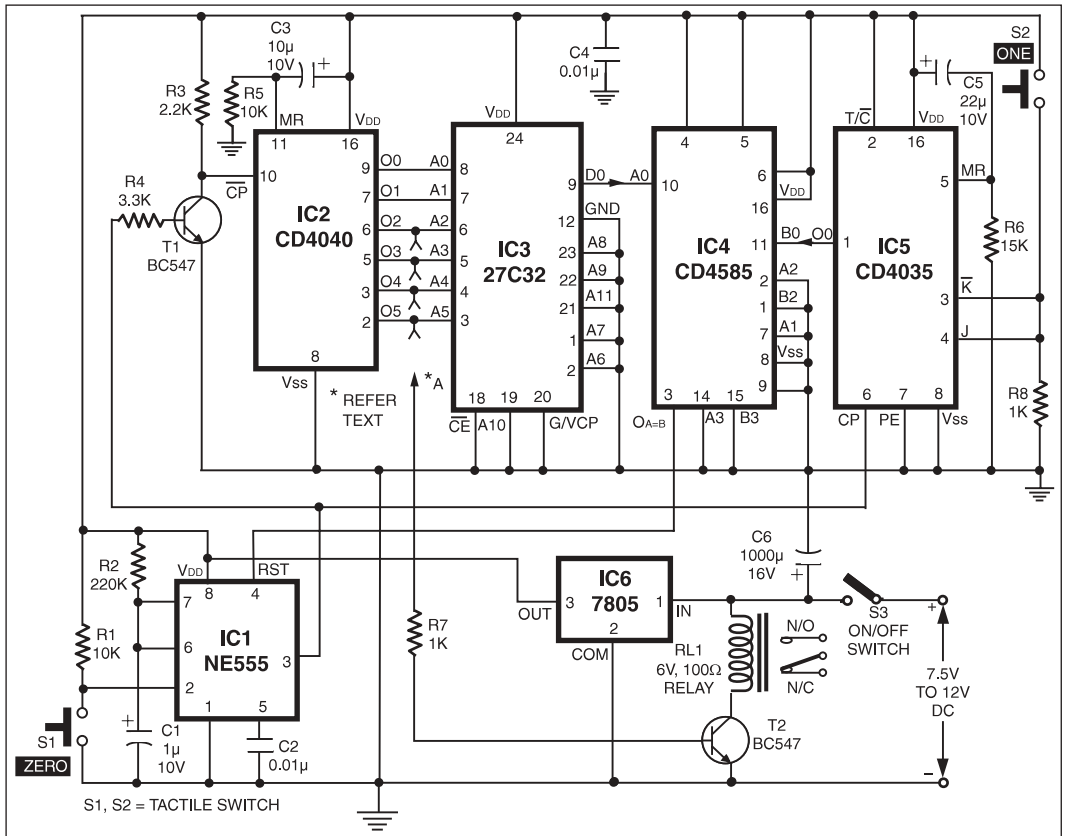 C3
10µ
10V
+
R3
2.2K
R5
10K
MR
11
VDD
16
10
C̅P̅
R4
3.3K
T1
BC547
IC2
CD4040
9
7
6
5
3
2
8
VSS
O0
O1
O2
O3
O4
O5
A0
A1
A2
A3
A4
A5
* REFER
TEXT
*A
C4
0.01µ
VDD
24
8
7
6
5
4
3
IC3
27C32
9
12
23
22
21
1
2
D0
GND
A8
A9
A11
A7
A6
18
19
20
C̅E̅
A10
G/VCP
A0
10
4
5
IC4
CD4585
6
VDD
16
11
B0
O0
2
A2
1
B2
7
A1
8
VSS
9
3
14
15
OA=B
A3
B3
T/C̅
2
VDD
16
+
C5
22µ
10V
S2
ONE
5
MR
1
IC5
CD4035
R6
15K
3
K̅
4
J
R8
1K
6
7
8
CP
PE
VSS
R2
220K
R1
10K
VDD
8
RST
4
7
6
2
IC1
NE555
3
1
5
S1
ZERO
+
C1
1µ
10V
C2
0.01µ
S1, S2 = TACTILE SWITCH
R7
1K
IC6
7805
3
1
OUT
IN
2
COM
C6
1000µ
16V
+
RL1
6V, 100Ω
RELAY
N/O
N/C
S3
ON/OFF
SWITCH
+
7.5V
TO 12V
DC
–
T2
BC547